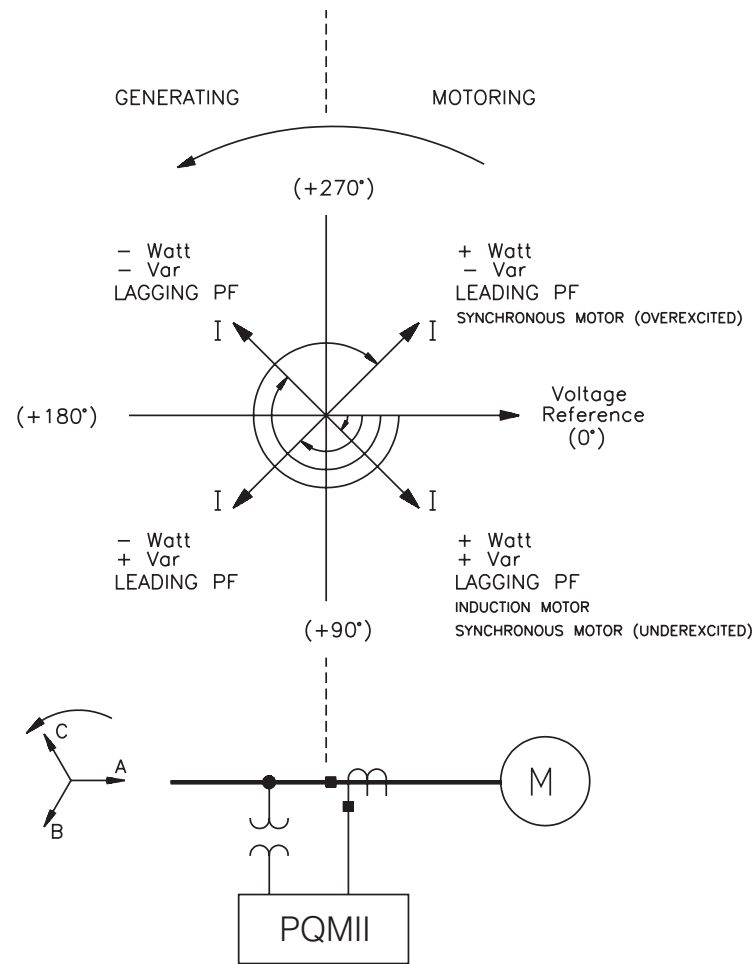 GENERATING
MOTORING
(+270°)
− Watt
− Var
LAGGING PF
I
+ Watt
− Var
LEADING PF
SYNCHRONOUS MOTOR (OVEREXCITED)
I
(+180°)
Voltage
Reference
(0°)
I
− Watt
+ Var
LEADING PF
I
+ Watt
+ Var
LAGGING PF
INDUCTION MOTOR
SYNCHRONOUS MOTOR (UNDEREXCITED)
(+90°)
C
A
B
M
PQMII